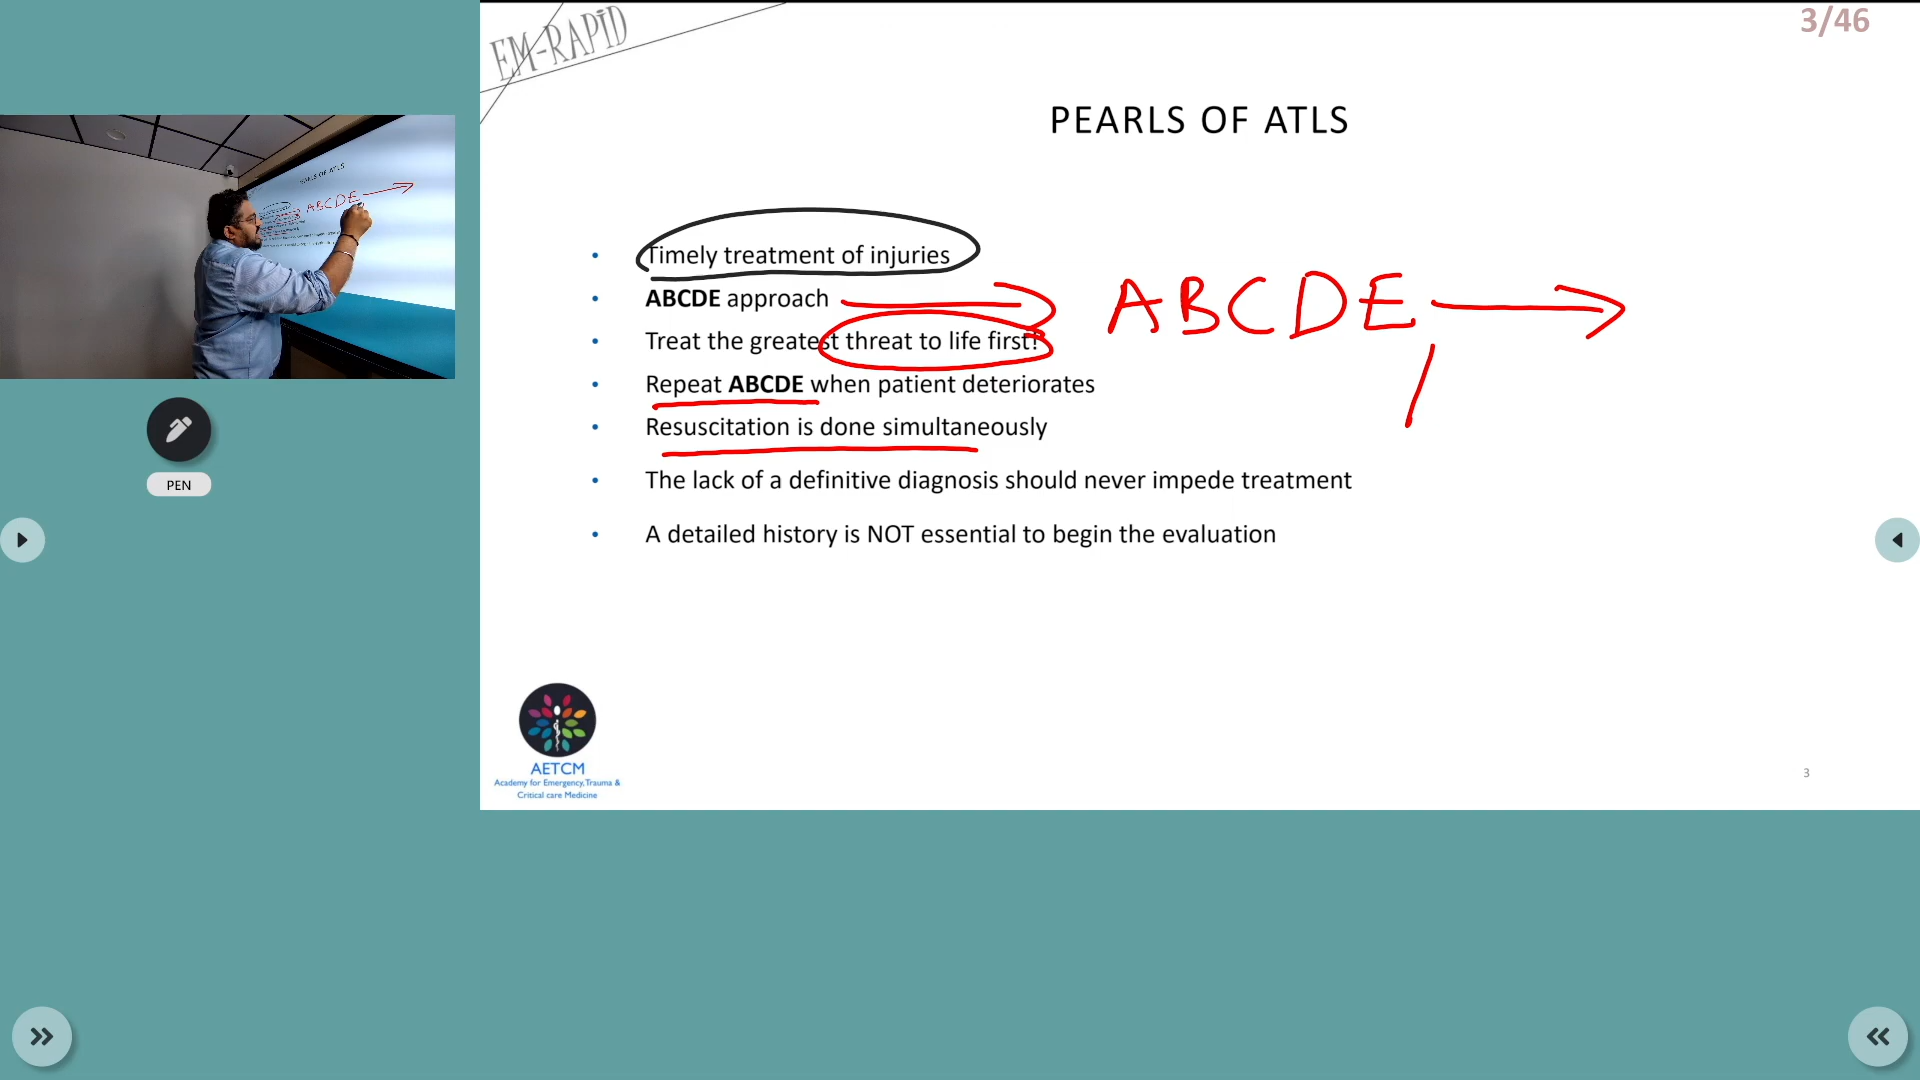 EM-RAPiD
3/46
PEARLS OF ATLS
• Timely treatment of injuries
• ABCDE approach
ABCDE
• Treat the greatest threat to life first!
• Repeat ABCDE when patient deteriorates
• Resuscitation is done simultaneously
• The lack of a definitive diagnosis should never impede treatment
• A detailed history is NOT essential to begin the evaluation
PEN
AETCM
Academy for Emergency,Trauma &
Critical care Medicine
3